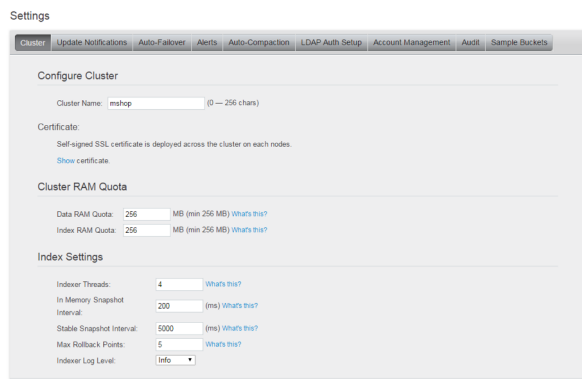 Settings
Cluster Update Notifications Auto-Failover Alerts Auto-Compaction LDAP Auth Setup Account Management Audit Sample Buckets
Configure Cluster
Cluster Name: mshop (0 — 256 chars)
Certificate:
Self-signed SSL certificate is deployed across the cluster on each nodes.
Show certificate.
Cluster RAM Quota
Data RAM Quota: 256 MB (min 256 MB) What's this?
Index RAM Quota: 256 MB (min 256 MB) What's this?
Index Settings
Indexer Threads: 4 What's this?
In Memory Snapshot
Interval: 200 (ms) What's this?
Stable Snapshot Interval: 5000 (ms) What's this?
Max Rollback Points: 5 What's this?
Indexer Log Level: Info